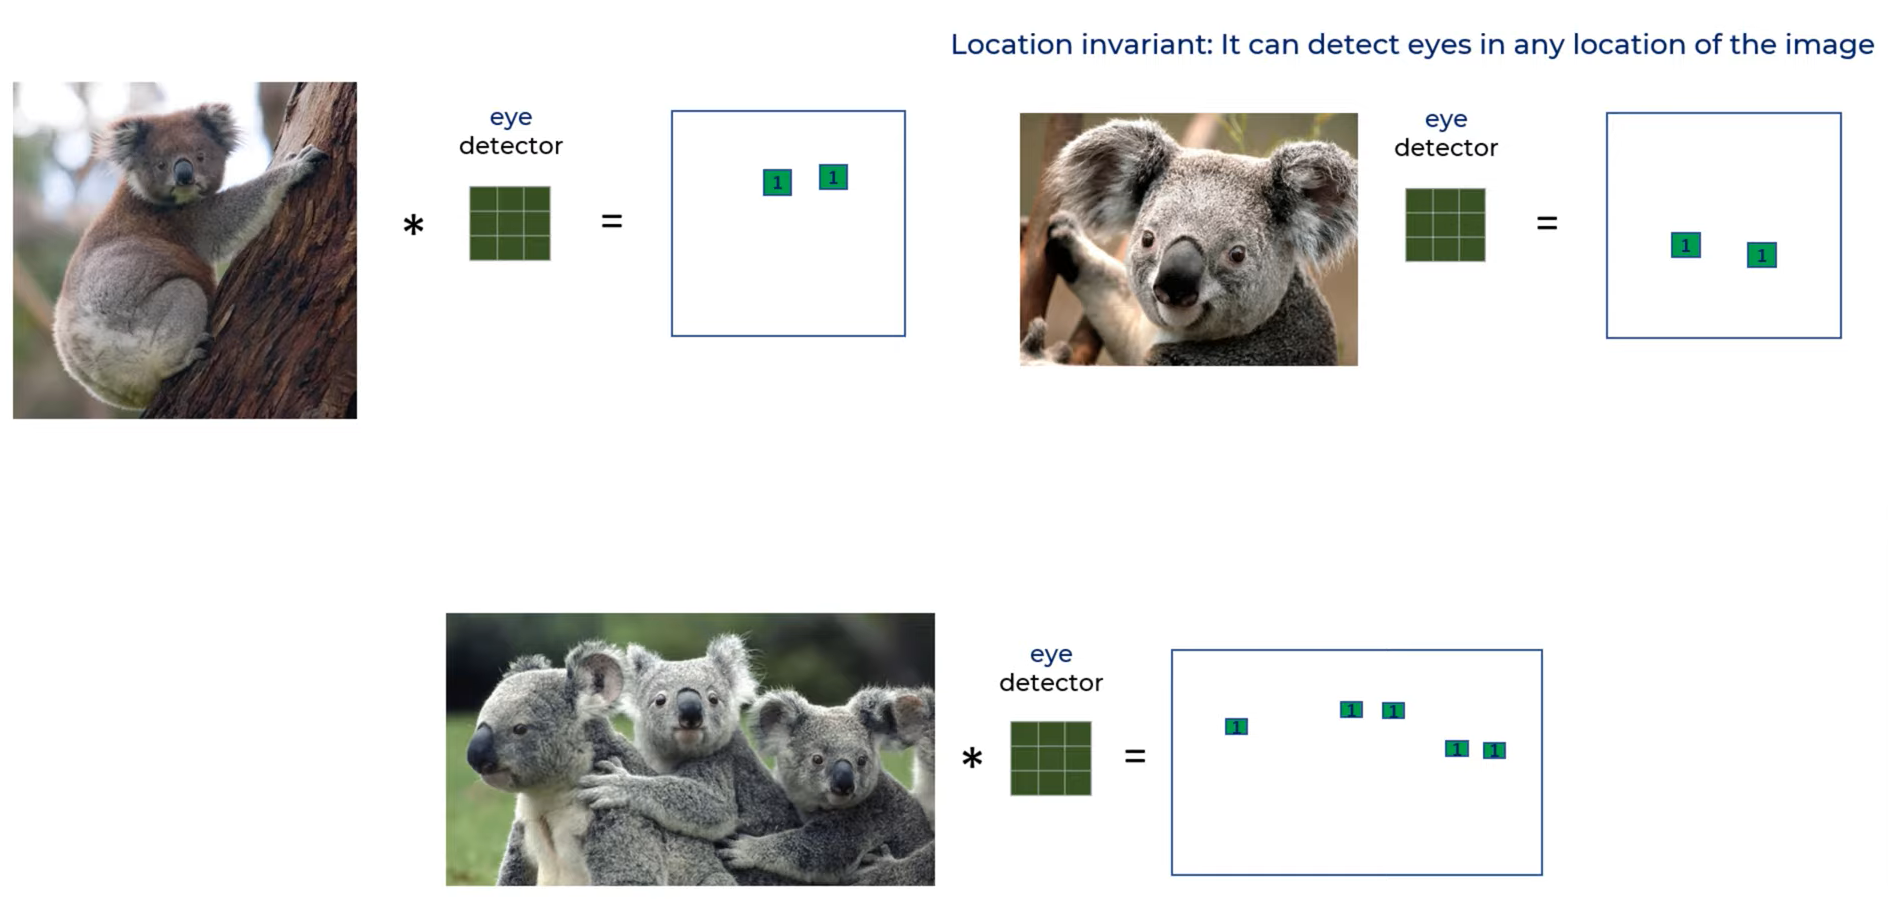 Location invariant: It can detect eyes in any location of the image
eye
detector
*
=
1
1
eye
detector
=
1
1
eye
detector
*
=
1
1
1
1
1